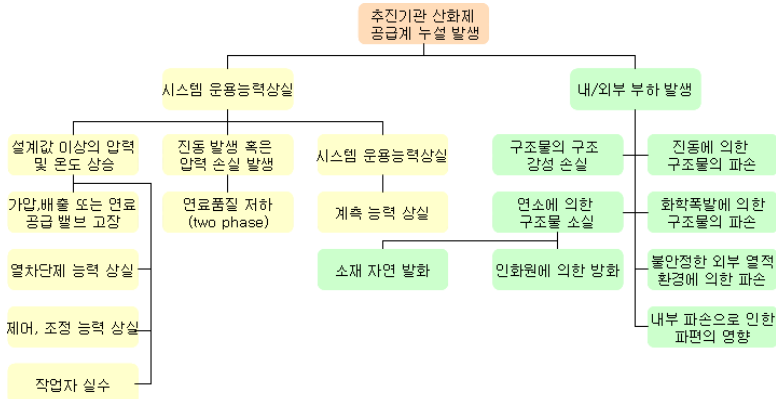 추진기관 산화제
공급계 누설 발생
시스템 운용능력상실
내/외부 부하 발생
설계값 이상의 압력
및 온도 상승
진동 발생 혹은
압력 손실 발생
시스템 운용능력상실
구조물의 구조
강성 손실
진동에 의한
구조물의 파손
가압,배출 또는 연료
공급 밸브 고장
연료품질 저하
(two phase)
계측 능력 상실
연소에 의한
구조물 소실
화학폭발에 의한
구조물의 파손
열차단제 능력 상실
소재 자연 발화
인화원에 의한 방화
불안정한 외부 열적
환경에 의한 파손
제어, 조정 능력 상실
내부 파손으로 인한
파편의 영향
작업자 실수